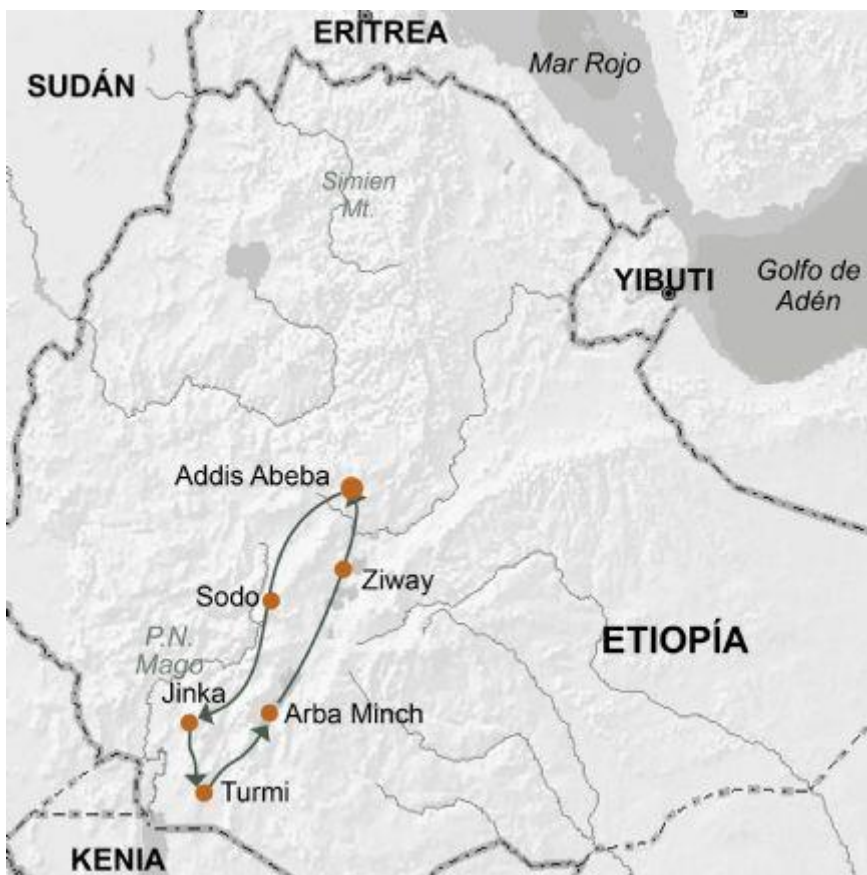 ERITREA
Mar Rojo
SUDÁN
Simien
Mt.
YIBUTI
Golfo de
Adén
Addis Abeba
Ziway
Sodo
P.N.
Mago
ETIOPÍA
Jinka
Arba Minch
Turmi
KENIA